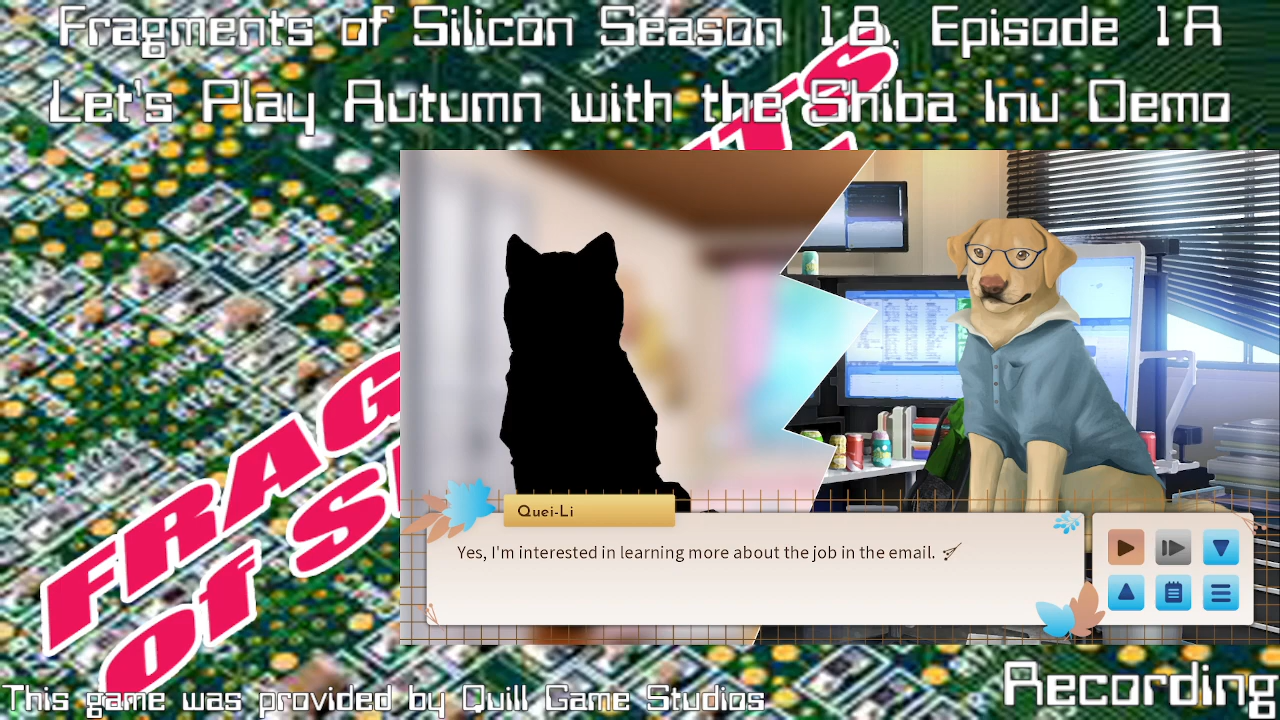 Fragments of Silicon Season 18, Episode 1A
Let's Play Autumn with the Shiba Inu Demo
Quei-Li
Yes, I'm interested in learning more about the job in the email.
This game was provided by Quill Game Studios
Recording